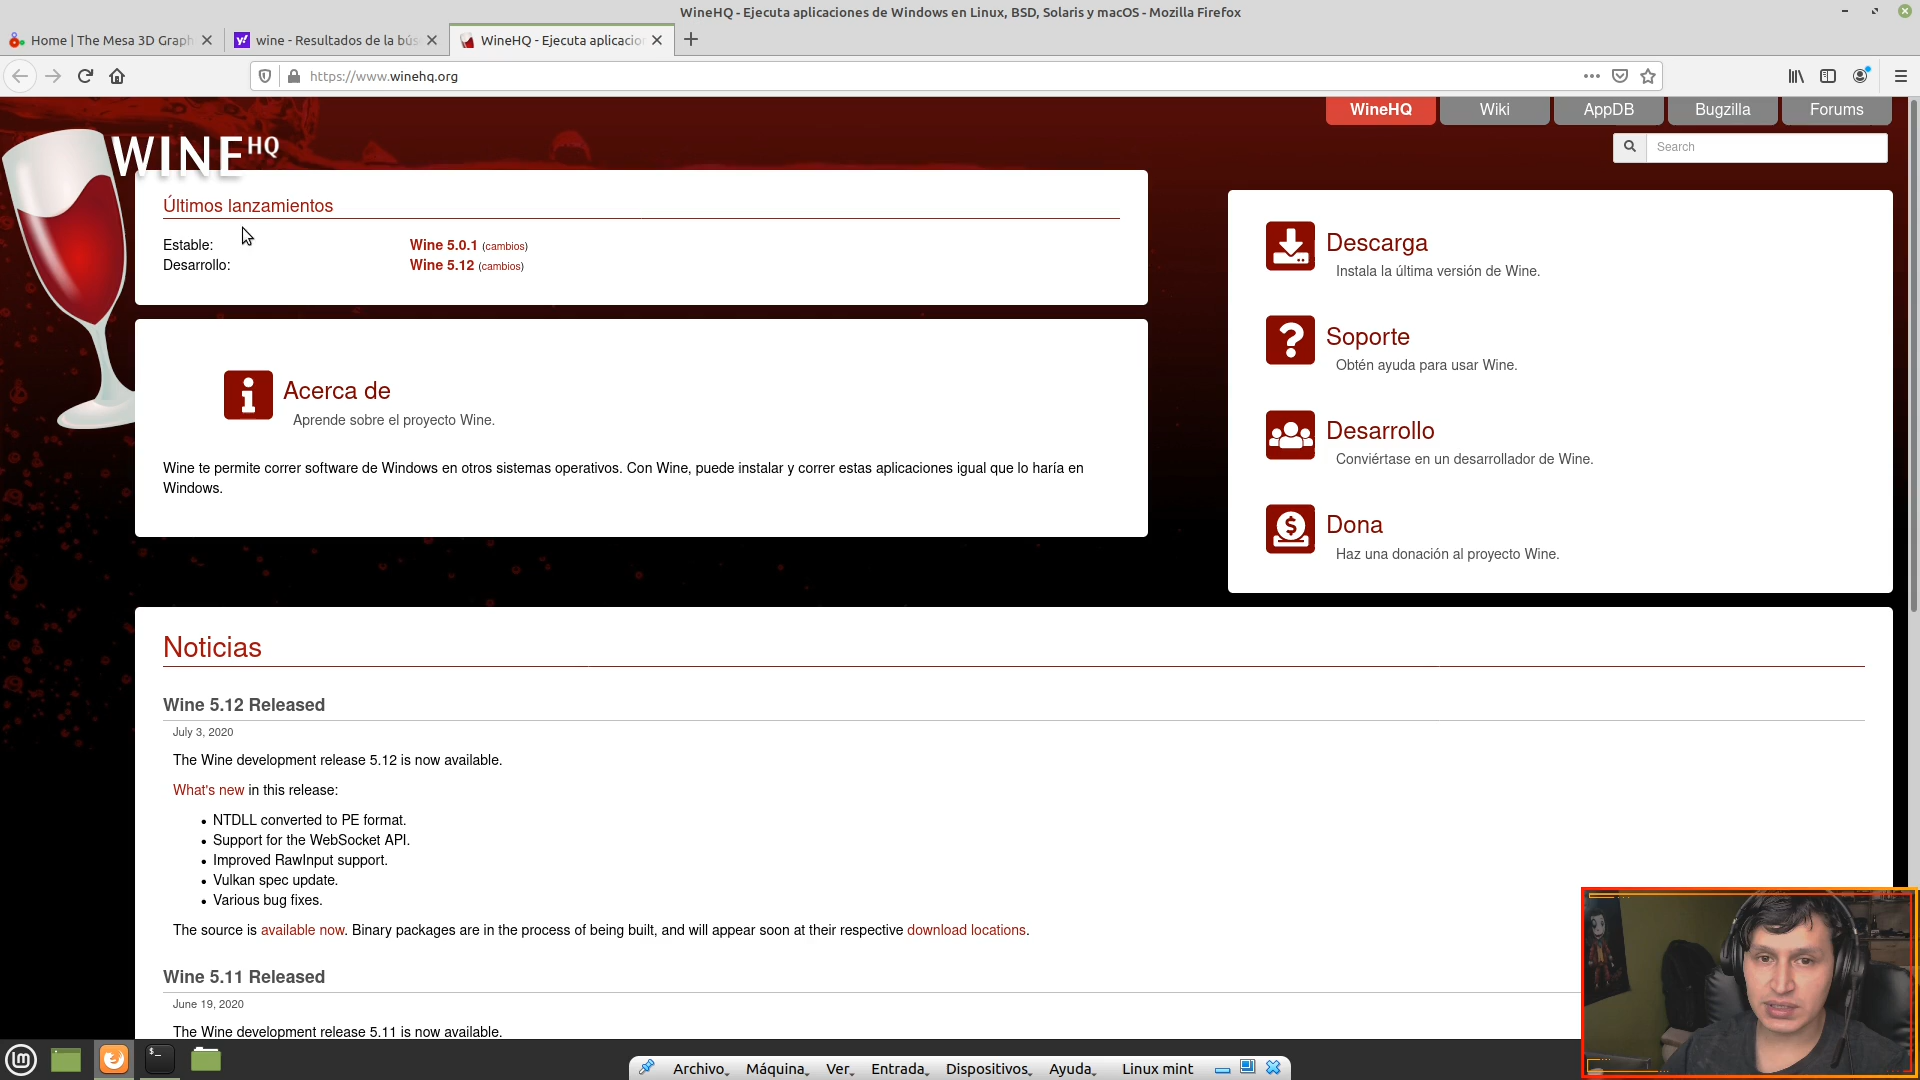 WineHQ - Ejecuta aplicaciones de Windows en Linux, BSD, Solaris y macOS - Mozilla Firefox
Home | The Mesa 3D Graph
wine - Resultados de la bús
WineHQ - Ejecuta aplicacion
https://www.winehq.org
WineHQ
Wiki
AppDB
Bugzilla
Forums
WINE HQ
Search
Últimos lanzamientos
Estable: Wine 5.0.1 (cambios)
Desarrollo: Wine 5.12 (cambios)
Acerca de
Aprende sobre el proyecto Wine.
Wine te permite correr software de Windows en otros sistemas operativos. Con Wine, puede instalar y correr estas aplicaciones igual que lo haría en
Windows.
Descarga
Instala la última versión de Wine.
Soporte
Obtén ayuda para usar Wine.
Desarrollo
Conviértase en un desarrollador de Wine.
Dona
Haz una donación al proyecto Wine.
Noticias
Wine 5.12 Released
July 3, 2020
The Wine development release 5.12 is now available.
What's new in this release:
• NTDLL converted to PE format.
• Support for the WebSocket API.
• Improved RawInput support.
• Vulkan spec update.
• Various bug fixes.
The source is available now. Binary packages are in the process of being built, and will appear soon at their respective download locations.
Wine 5.11 Released
June 19, 2020
The Wine development release 5.11 is now available.
Archivo Máquina Ver Entrada Dispositivos Ayuda Linux mint